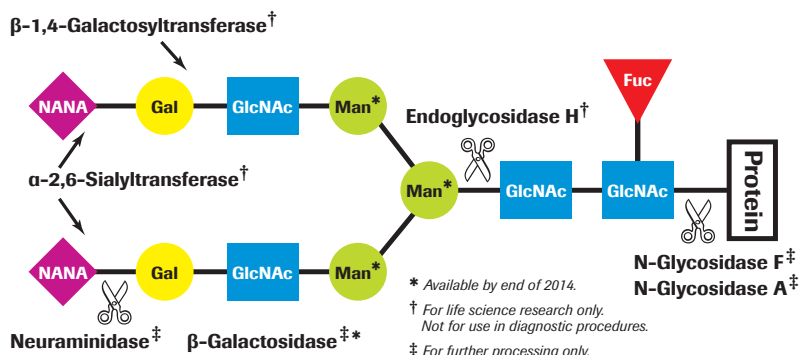 β-1,4-Galactosyltransferase†
Fuc
NANA Gal GlcNAc Man*
Endoglycosidase H†
α-2,6-Sialyltransferase†
Man* GlcNAc GlcNAc Protein
NANA Gal GlcNAc Man*
N-Glycosidase F‡
N-Glycosidase A‡
* Available by end of 2014.
† For life science research only.
Not for use in diagnostic procedures.
‡ For further processing only.
Neuraminidase‡ β-Galactosidase‡*